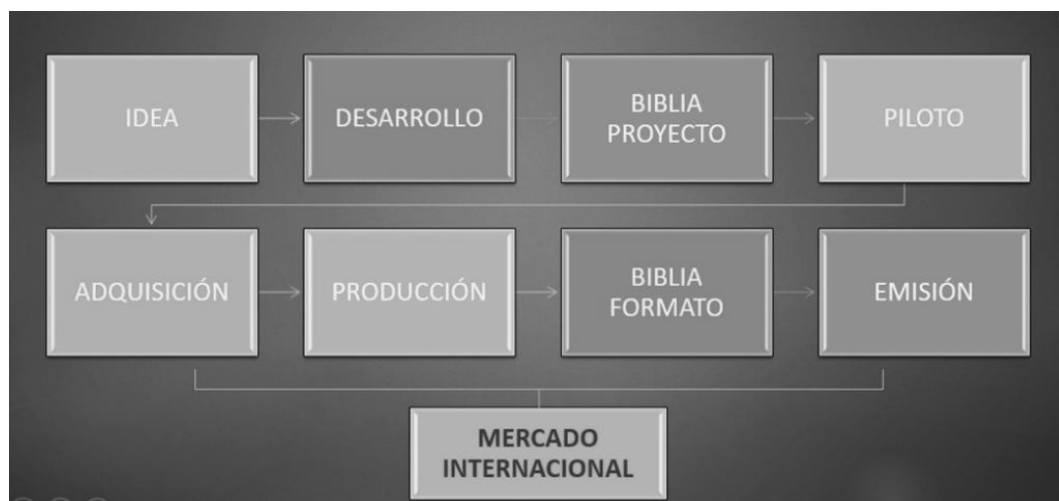 IDEA
DESARROLLO
BIBLIA
PROYECTO
PILOTO
ADQUISICIÓN
PRODUCCIÓN
BIBLIA
FORMATO
EMISIÓN
MERCADO
INTERNACIONAL